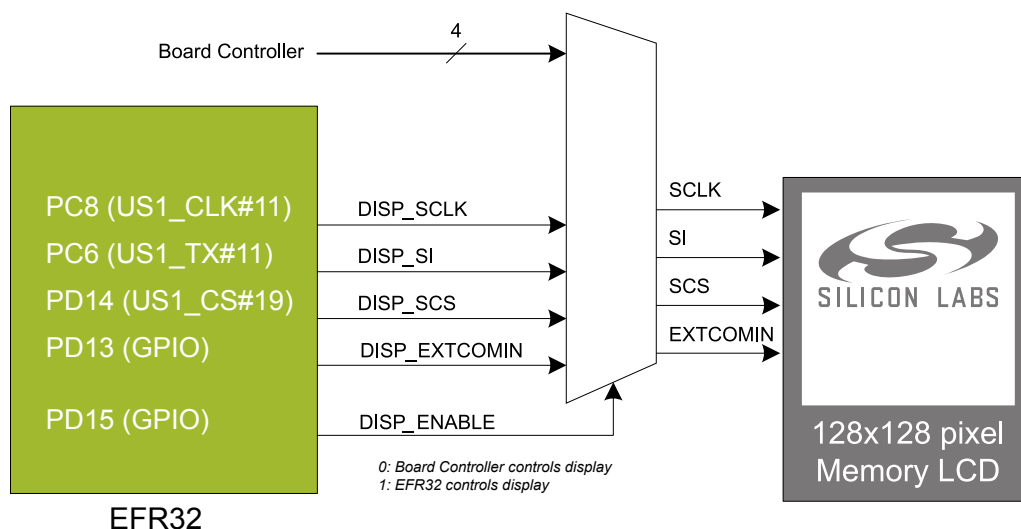 4
Board Controller
PC8 (US1_CLK#11)
DISP_SCLK
SCLK
PC6 (US1_TX#11)
DISP_SI
SI
PD14 (US1_CS#19)
DISP_SCS
SCS
PD13 (GPIO)
DISP_EXTCOMIN
EXTCOMIN
PD15 (GPIO)
DISP_ENABLE
0: Board Controller controls display
1: EFR32 controls display
EFR32
SILICON LABS
128x128 pixel
Memory LCD